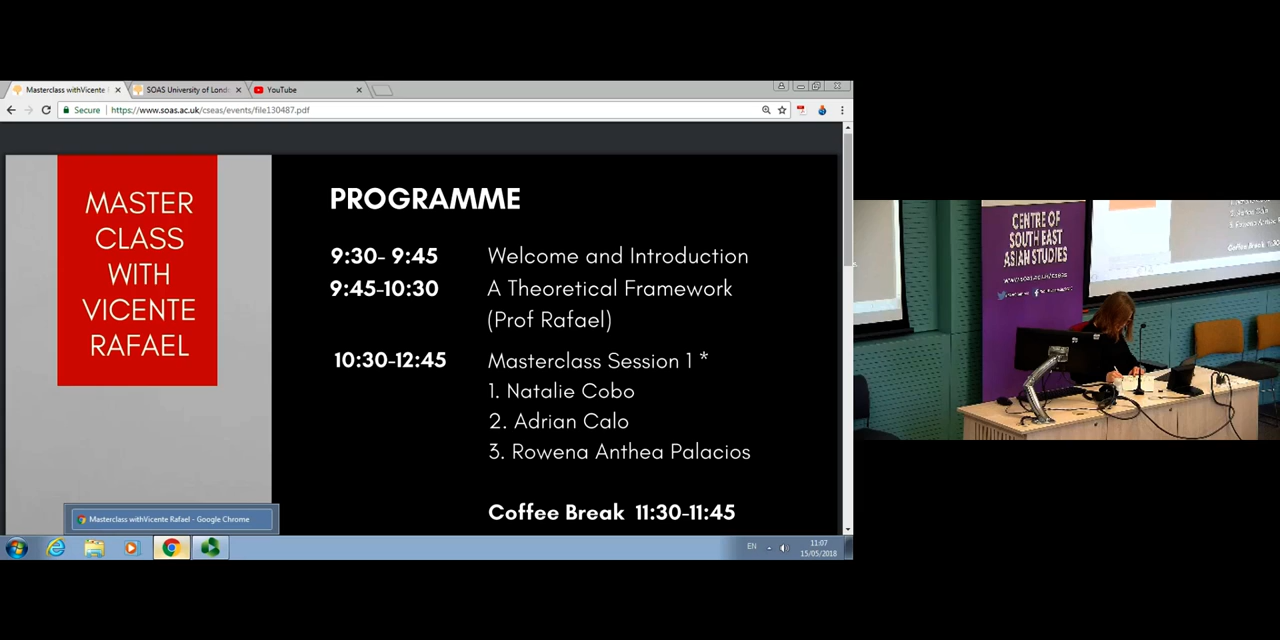 Masterclass withVicente
SOAS University of Lond
YouTube
Secure
https://www.soas.ac.uk/cseas/events/file130487.pdf
MASTER
CLASS
WITH
VICENTE
RAFAEL
PROGRAMME
9:30- 9:45 Welcome and Introduction
9:45-10:30 A Theoretical Framework
(Prof Rafael)
10:30-12:45 Masterclass Session 1 *
1. Natalie Cobo
2. Adrian Calo
3. Rowena Anthea Palacios
Coffee Break 11:30-11:45
Masterclass withVicente Rafael - Google Chrome
EN
11:07
15/05/2018
CENTRE OF
SOUTH EAST
ASIAN STUDIES
Coffee Break